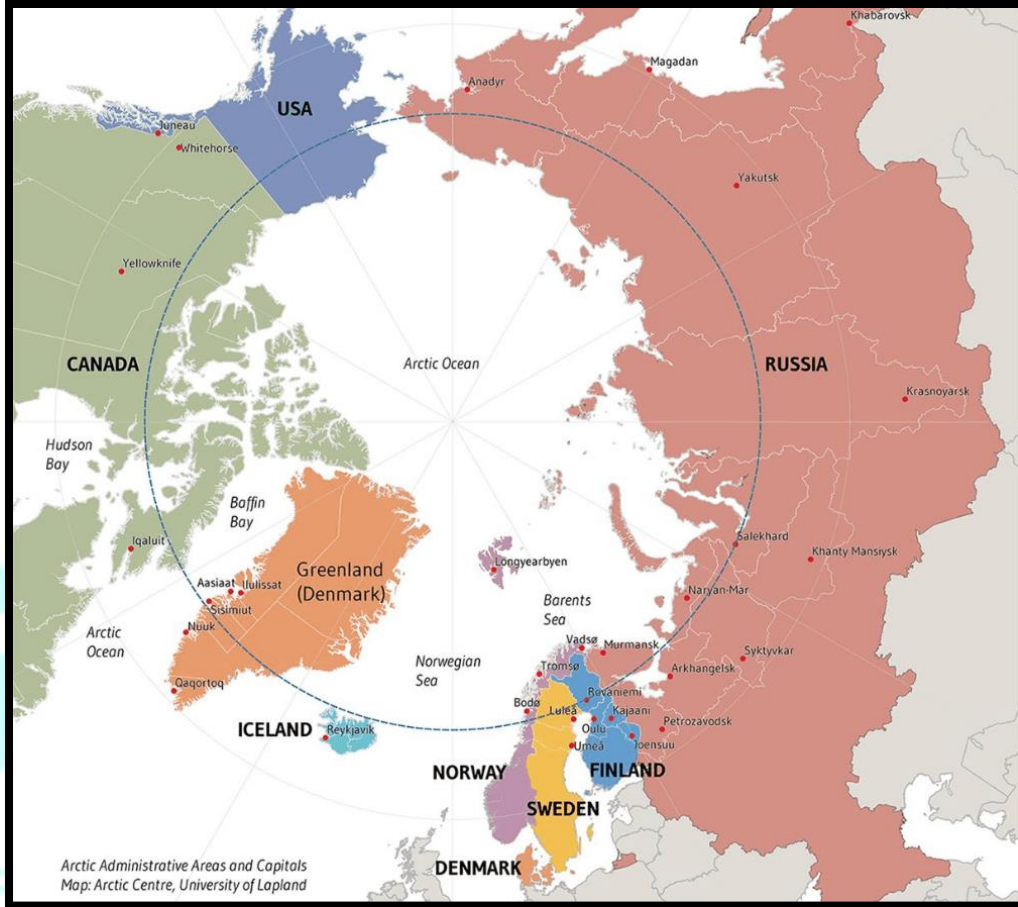 Khabarovsk
Magadan
Anadyr
USA
Juneau
Whitehorse
Yakutsk
Yellowknife
CANADA
Arctic Ocean
RUSSIA
Krasnoyarsk
Hudson
Bay
Baffin
Bay
Iqaluit
Salekhard
Khanty Mansiysk
Longyearbyen
Greenland
(Denmark)
Aasiaat
Ilulissat
Sisimiut
Naryan-Mar
Barents
Sea
Nuuk
Arctic
Ocean
Vadsø
Murmansk
Syktyvkar
Norwegian
Sea
Tromsø
Arkhangelsk
Qaqortoq
Rovaniemi
Bodø
Luleå
Kajaani
Oulu
Petrozavodsk
ICELAND
Reykjavik
Joensuu
Umeå
NORWAY
FINLAND
SWEDEN
DENMARK
Arctic Administrative Areas and Capitals
Map: Arctic Centre, University of Lapland